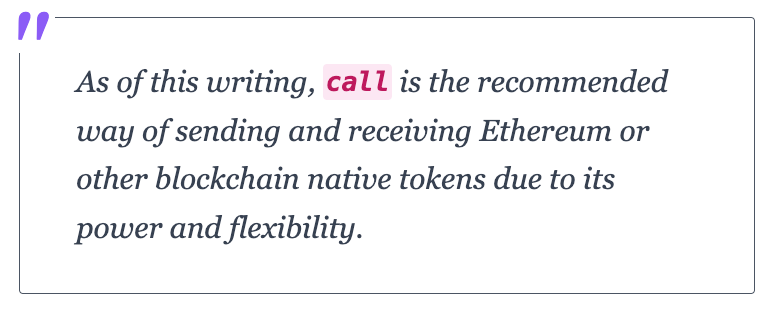 As of this writing, call is the recommended
way of sending and receiving Ethereum or
other blockchain native tokens due to its
power and flexibility.